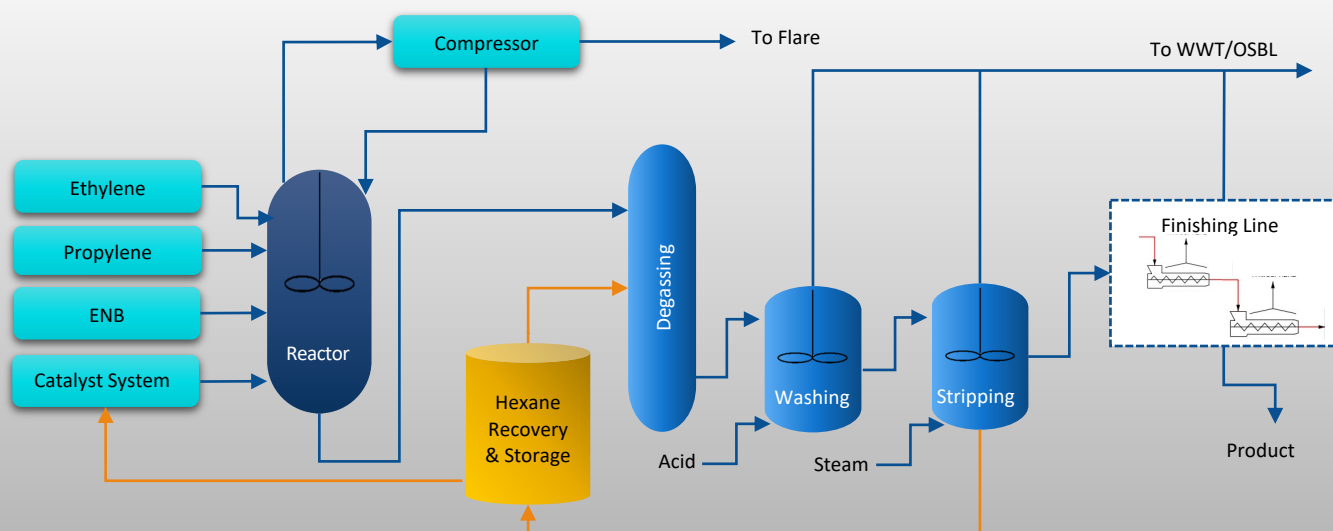 Compressor
To Flare
To WWT/OSBL
Ethylene
Propylene
ENB
Catalyst System
Reactor
Hexane
Recovery
& Storage
Degassing
Washing
Acid
Stripping
Steam
Finishing Line
Product